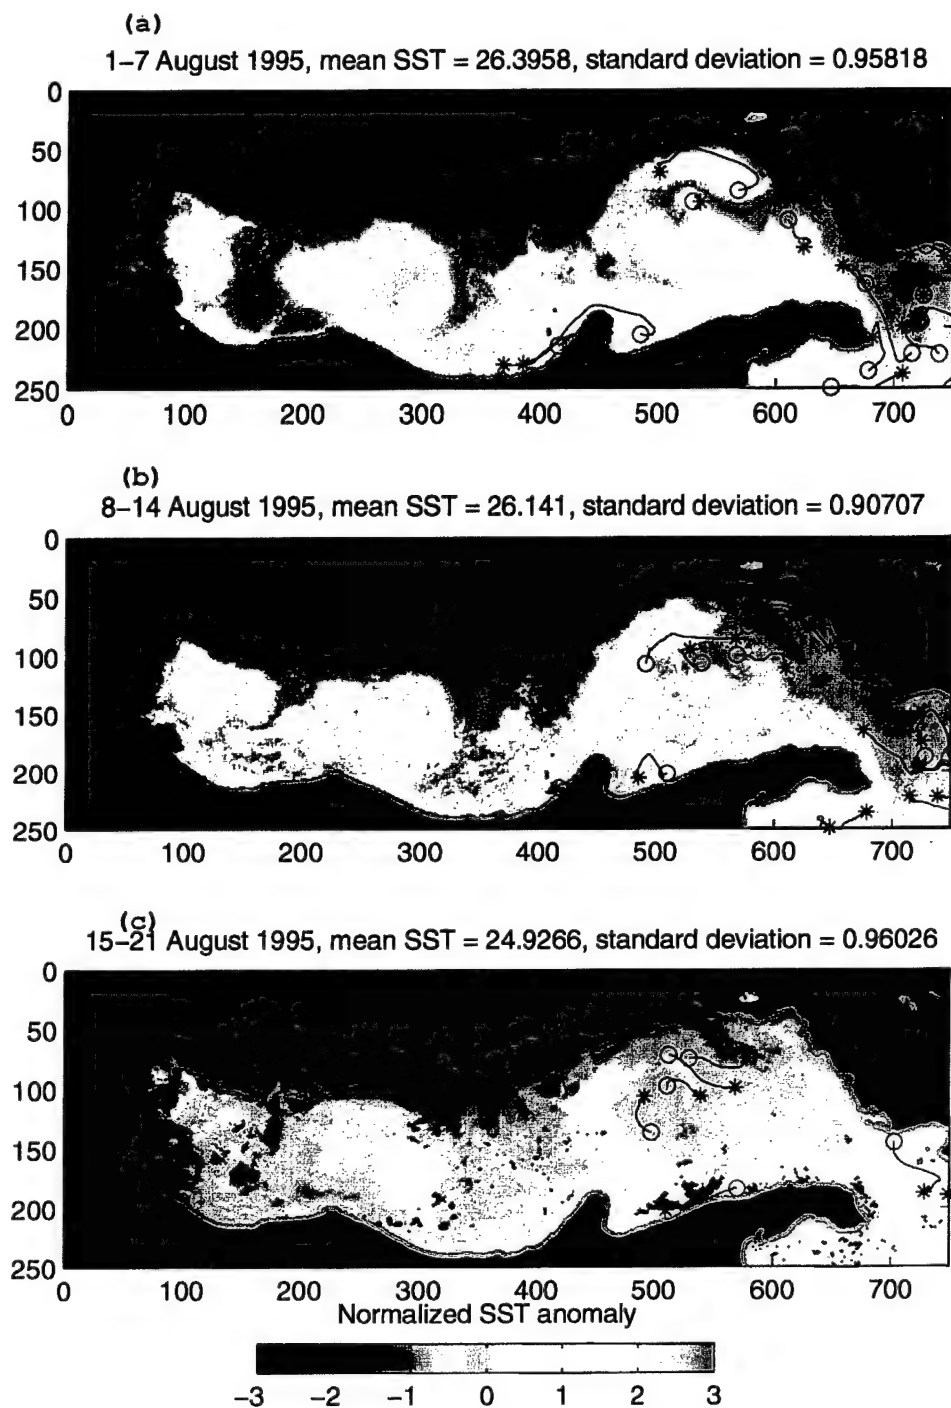 (a)
1–7 August 1995, mean SST = 26.3958, standard deviation = 0.95818
0
50
100
150
200
250
0 100 200 300 400 500 600 700
(b)
8–14 August 1995, mean SST = 26.141, standard deviation = 0.90707
0
50
100
150
200
250
0 100 200 300 400 500 600 700
(c)
15–21 August 1995, mean SST = 24.9266, standard deviation = 0.96026
0
50
100
150
200
250
0 100 200 300 400 500 600 700
Normalized SST anomaly
−3 −2 −1 0 1 2 3